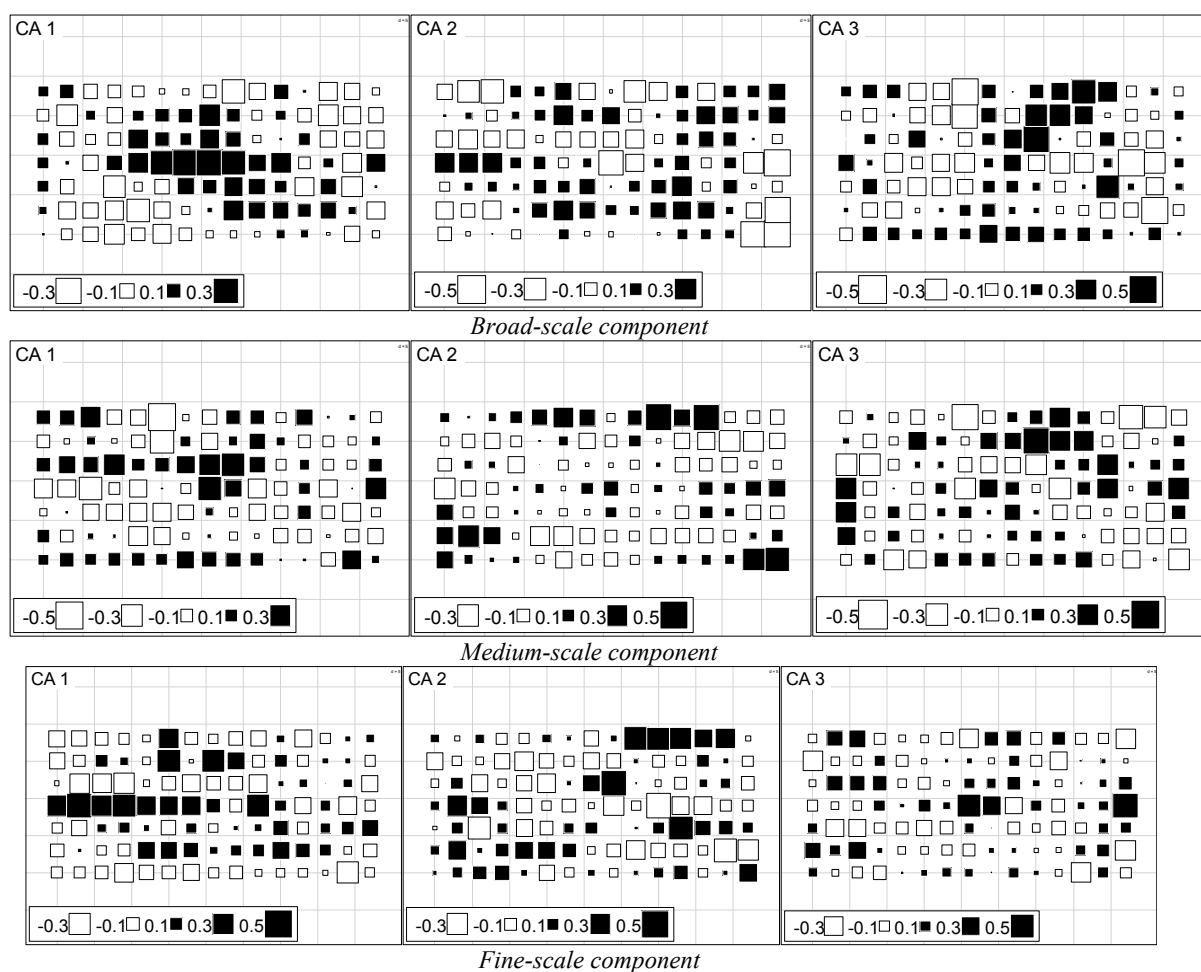 CA 1 CA 2 CA 3
-0.3 -0.1 0.1 0.3 -0.5 -0.3 -0.1 0.1 0.3 -0.5 -0.3 -0.1 0.1 0.3 0.5
Broad-scale component
CA 1 CA 2 CA 3
-0.5 -0.3 -0.1 0.1 0.3 -0.3 -0.1 0.1 0.3 0.5 -0.5 -0.3 -0.1 0.1 0.3 0.5
Medium-scale component
CA 1 CA 2 CA 3
-0.3 -0.1 0.1 0.3 0.5 -0.3 -0.1 0.1 0.3 0.5 -0.3 -0.1 0.1 0.3 0.5
Fine-scale component